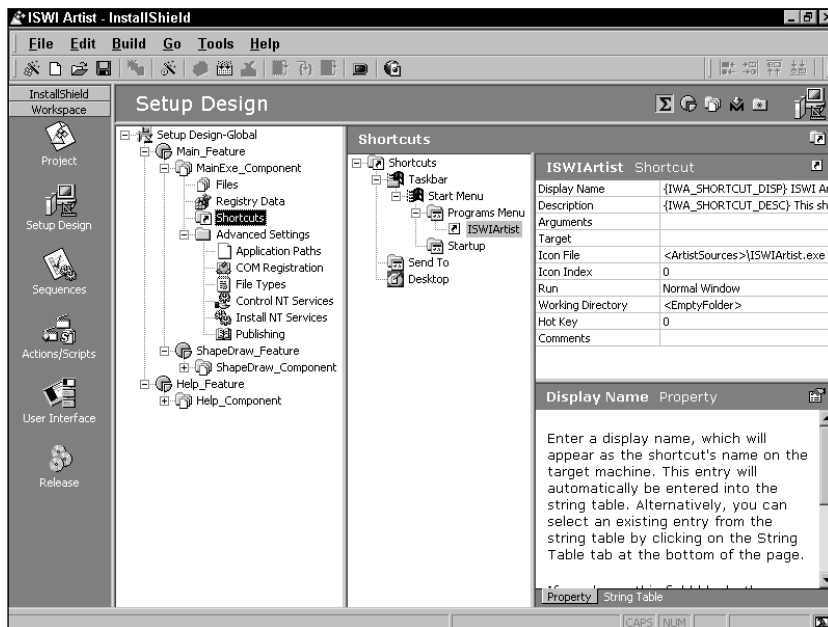 ISWI Artist - InstallShield
File Edit Build Go Tools Help
InstallShield
Workspace
Project
Setup Design
Sequences
Actions/Scripts
User Interface
Release
Setup Design
Setup Design-Global
Main_Feature
MainExe_Component
Files
Registry Data
Shortcuts
Advanced Settings
Application Paths
COM Registration
File Types
Control NT Services
Install NT Services
Publishing
ShapeDraw_Feature
ShapeDraw_Component
Help_Feature
Help_Component
Shortcuts
Shortcuts
Taskbar
Start Menu
Programs Menu
ISWIArtist
Startup
Send To
Desktop
ISWIArtist Shortcut
Display Name {IWA_SHORTCUT_DISP} ISWI Ar
Description {IWA_SHORTCUT_DESC} This sh
Arguments
Target
Icon File <ArtistSources>\ISWIArtist.exe
Icon Index 0
Run Normal Window
Working Directory <EmptyFolder>
Hot Key 0
Comments
Display Name Property
Enter a display name, which will
appear as the shortcut's name on the
target machine. This entry will
automatically be entered into the
string table. Alternatively, you can
select an existing entry from the
string table by clicking on the String
Table tab at the bottom of the page.
Property String Table
CAPS NUM